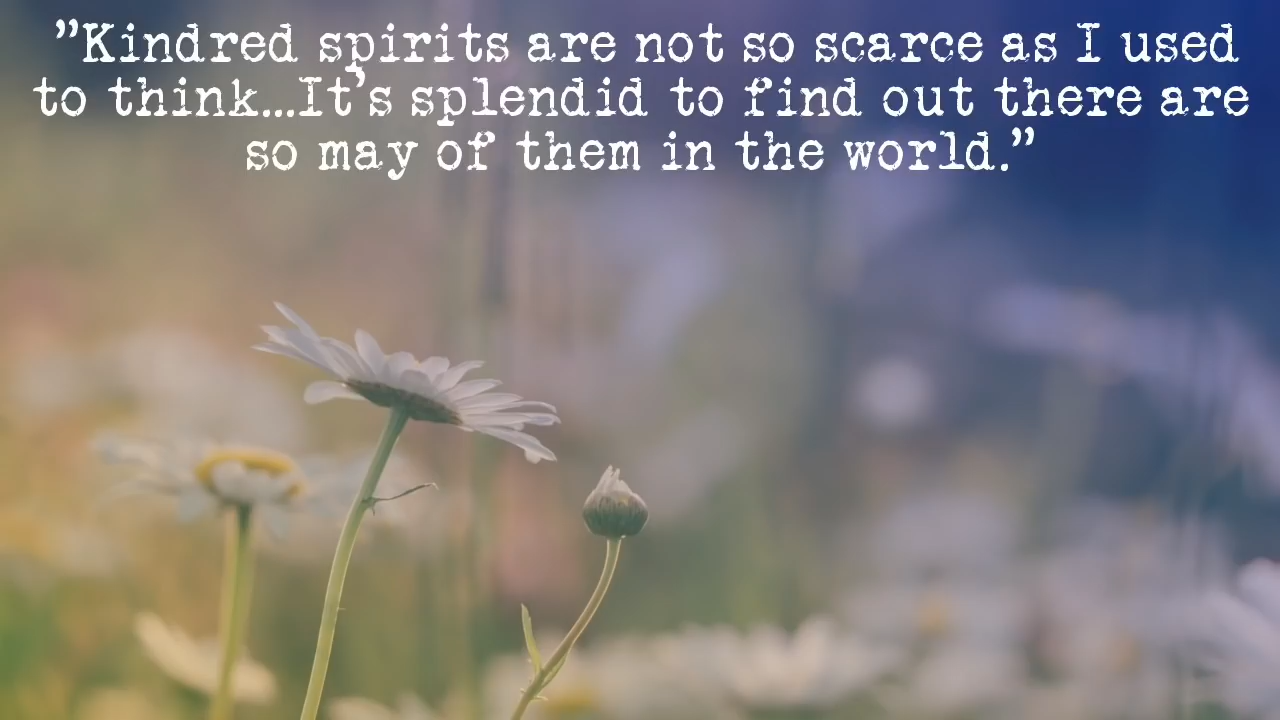 ”Kindred spirits are not so scarce as I used
to think...It’s splendid to find out there are
so may of them in the world.”